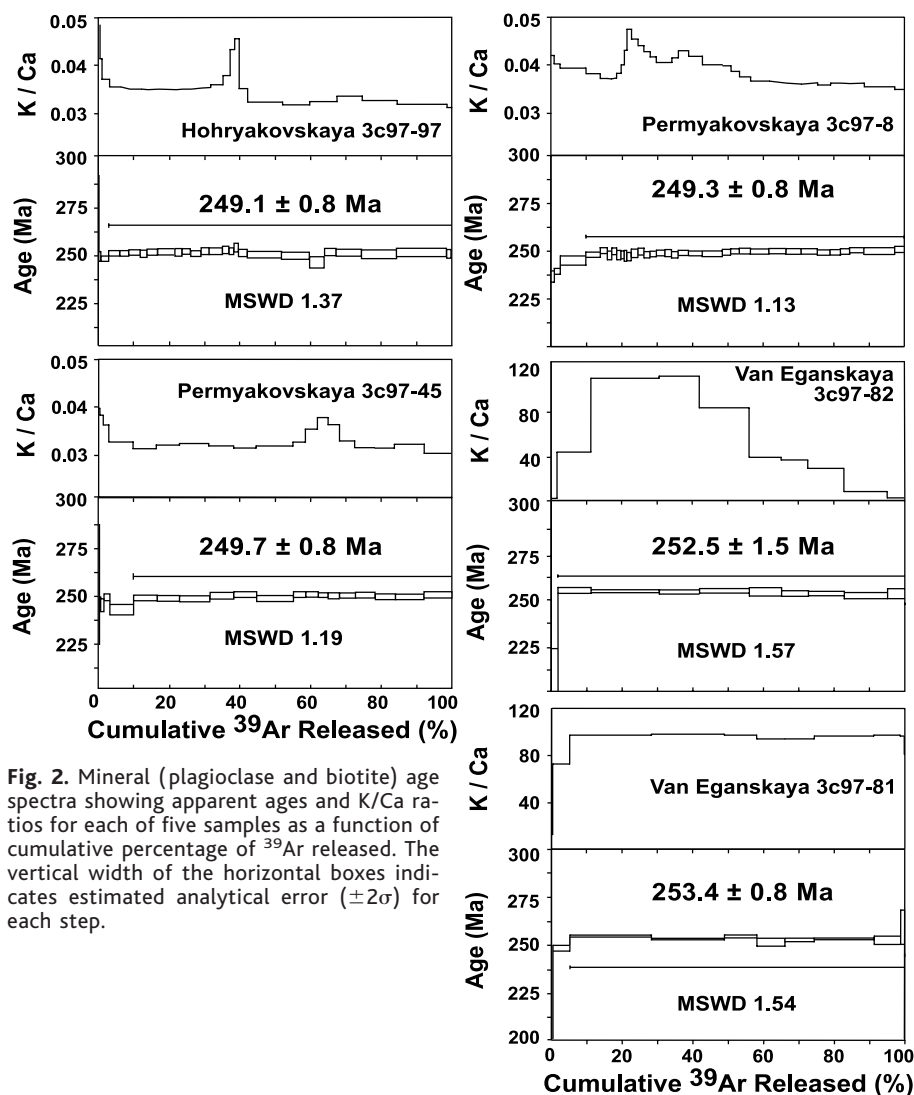 0.05
0.04
0.03
K / Ca
Hohryakovskaya 3c97-97
300
275
250
225
Age (Ma)
249.1 ± 0.8 Ma
MSWD 1.37
0.05
0.04
0.03
K / Ca
Permyakovskaya 3c97-45
300
275
250
225
Age (Ma)
249.7 ± 0.8 Ma
MSWD 1.19
0 20 40 60 80 100
Cumulative ³⁹Ar Released (%)
Fig. 2. Mineral (plagioclase and biotite) age
spectra showing apparent ages and K/Ca ra-
tios for each of five samples as a function of
cumulative percentage of ³⁹Ar released. The
vertical width of the horizontal boxes indi-
cates estimated analytical error (±2σ) for
each step.
0.05
0.04
0.03
K / Ca
Permyakovskaya 3c97-8
300
275
250
225
Age (Ma)
249.3 ± 0.8 Ma
MSWD 1.13
120
80
40
K / Ca
Van Eganskaya
3c97-82
300
275
250
225
Age (Ma)
252.5 ± 1.5 Ma
MSWD 1.57
120
80
40
K / Ca
Van Eganskaya 3c97-81
300
275
250
225
200
Age (Ma)
253.4 ± 0.8 Ma
MSWD 1.54
0 20 40 60 80 100
Cumulative ³⁹Ar Released (%)